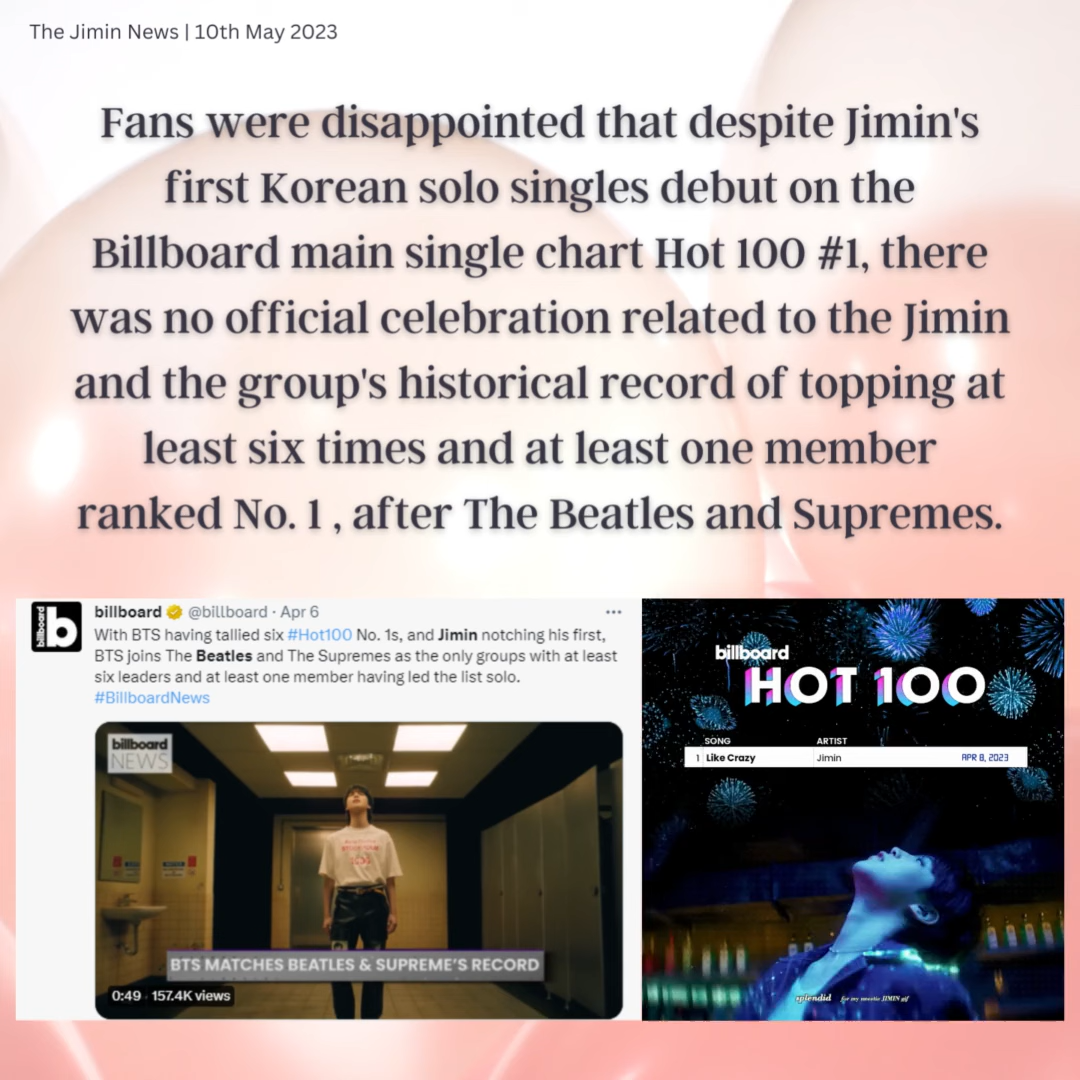 The Jimin News | 10th May 2023
Fans were disappointed that despite Jimin's
first Korean solo singles debut on the
Billboard main single chart Hot 100 #1, there
was no official celebration related to the Jimin
and the group's historical record of topping at
least six times and at least one member
ranked No. 1 , after The Beatles and Supremes.
billboard
billboard @billboard · Apr 6
With BTS having tallied six #Hot100 No. 1s, and Jimin notching his first,
BTS joins The Beatles and The Supremes as the only groups with at least
six leaders and at least one member having led the list solo.
#BillboardNews
billboard
NEWS
BTS MATCHES BEATLES & SUPREME'S RECORD
0:49 157.4K views
billboard
HOT 100
SONG ARTIST
1 Like Crazy Jimin APR 8, 2023
splendid for my sweetie JIMIN gif